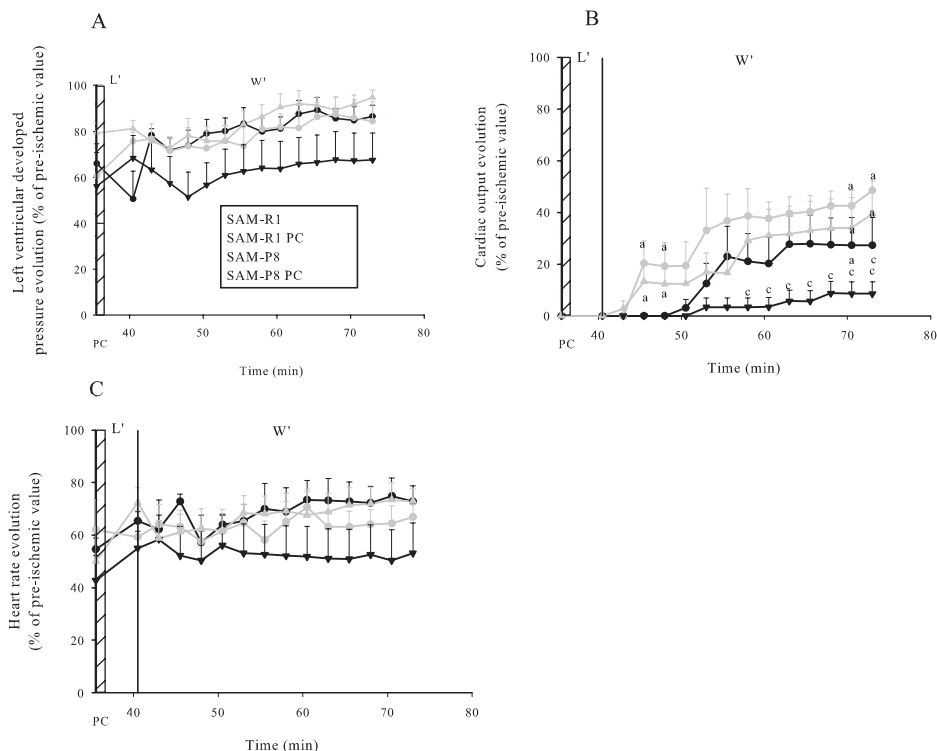 A
Left ventricular developed
pressure evolution (% of pre-ischemic value)
L'
W'
100
80
60
40
20
0
SAM-R1
SAM-R1 PC
SAM-P8
SAM-P8 PC
40
50
60
70
80
PC
Time (min)
B
Cardiac output evolution
(% of pre-ischemic value)
L'
W'
100
80
60
40
20
0
a
a
a
a
a
a
a
a
c
c
c
c
c
c
c
c
40
50
60
70
80
PC
Time (min)
C
Heart rate evolution
(% of pre-ischemic value)
L'
W'
100
80
60
40
20
0
40
50
60
70
80
PC
Time (min)